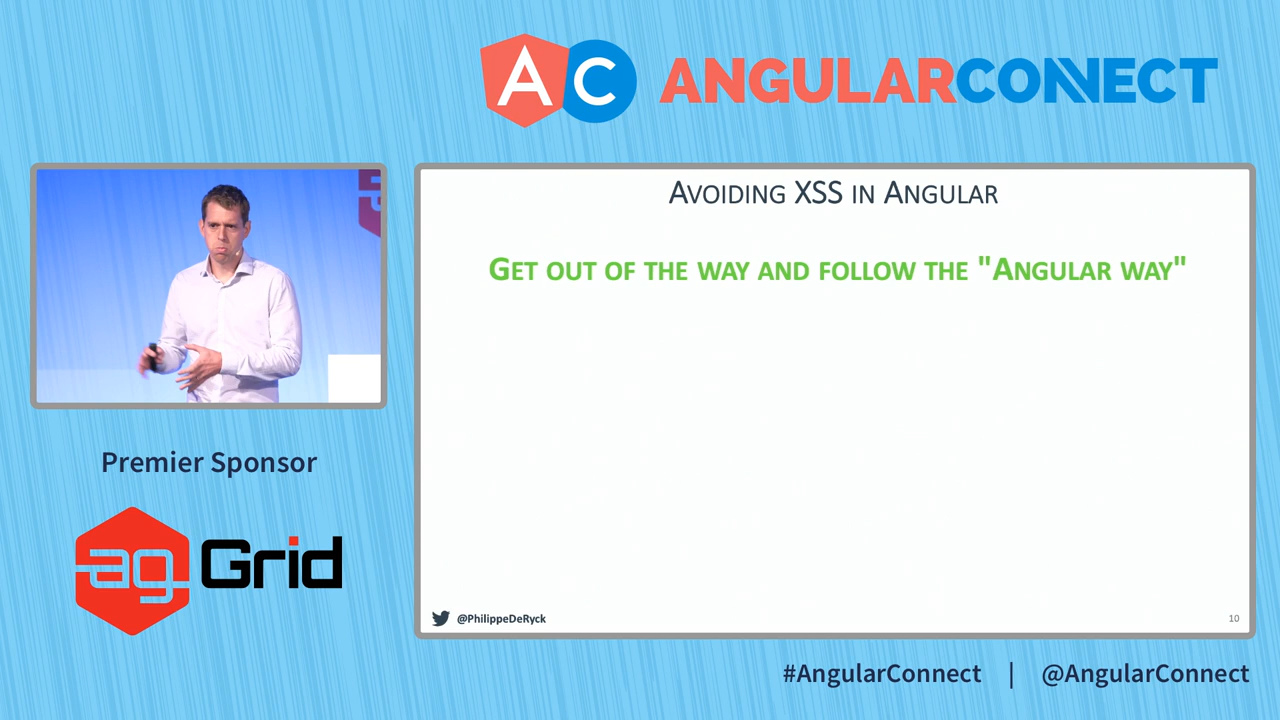 AC ANGULARCONNECT
AVOIDING XSS IN ANGULAR
GET OUT OF THE WAY AND FOLLOW THE "ANGULAR WAY"
Premier Sponsor
ag Grid
@PhilippeDeRyck
10
#AngularConnect | @AngularConnect